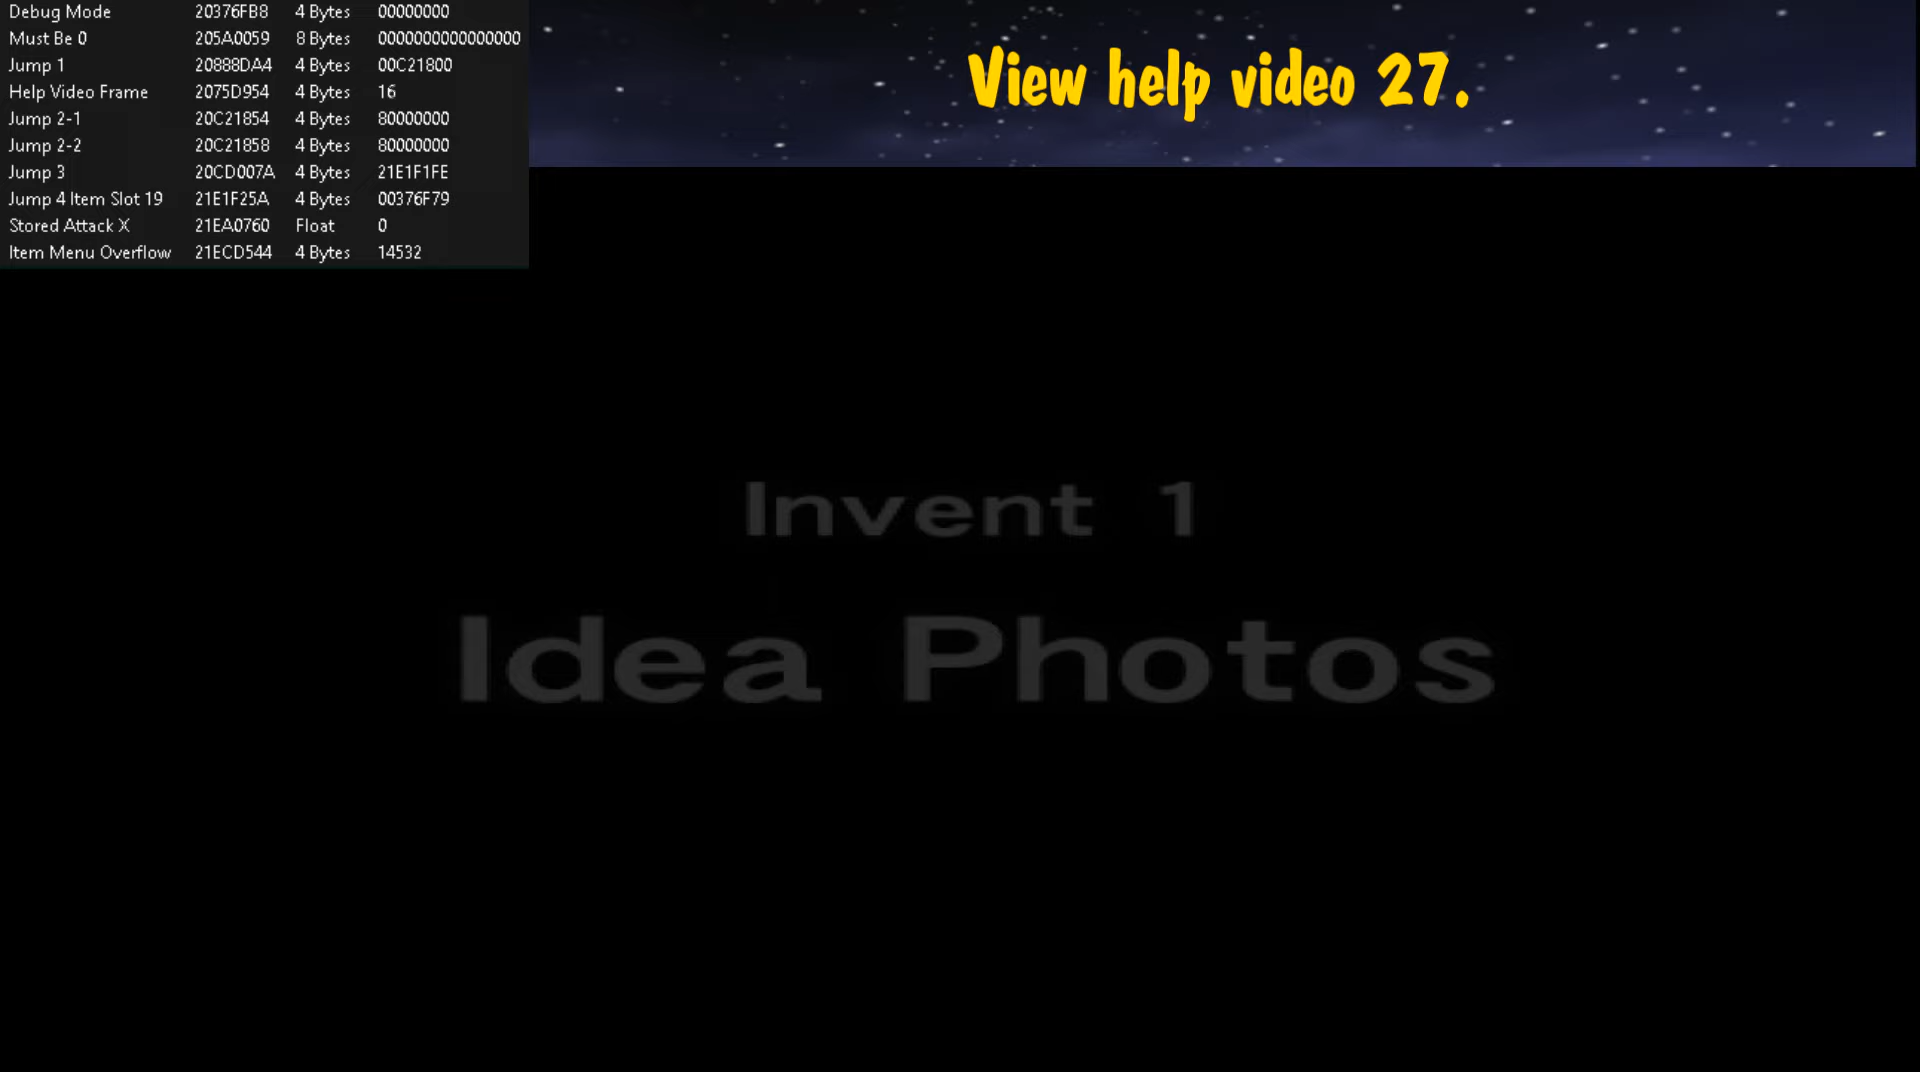 Debug Mode 20376FB8 4 Bytes 00000000
Must Be 0 205A0059 8 Bytes 0000000000000000
Jump 1 20888DA4 4 Bytes 00C21800
Help Video Frame 2075D954 4 Bytes 16
Jump 2-1 20C21854 4 Bytes 80000000
Jump 2-2 20C21858 4 Bytes 80000000
Jump 3 20CD007A 4 Bytes 21E1F1FE
Jump 4 Item Slot 19 21E1F25A 4 Bytes 00376F79
Stored Attack X 21EA0760 Float 0
Item Menu Overflow 21ECD544 4 Bytes 14532
View help video 27.
Invent 1
Idea Photos